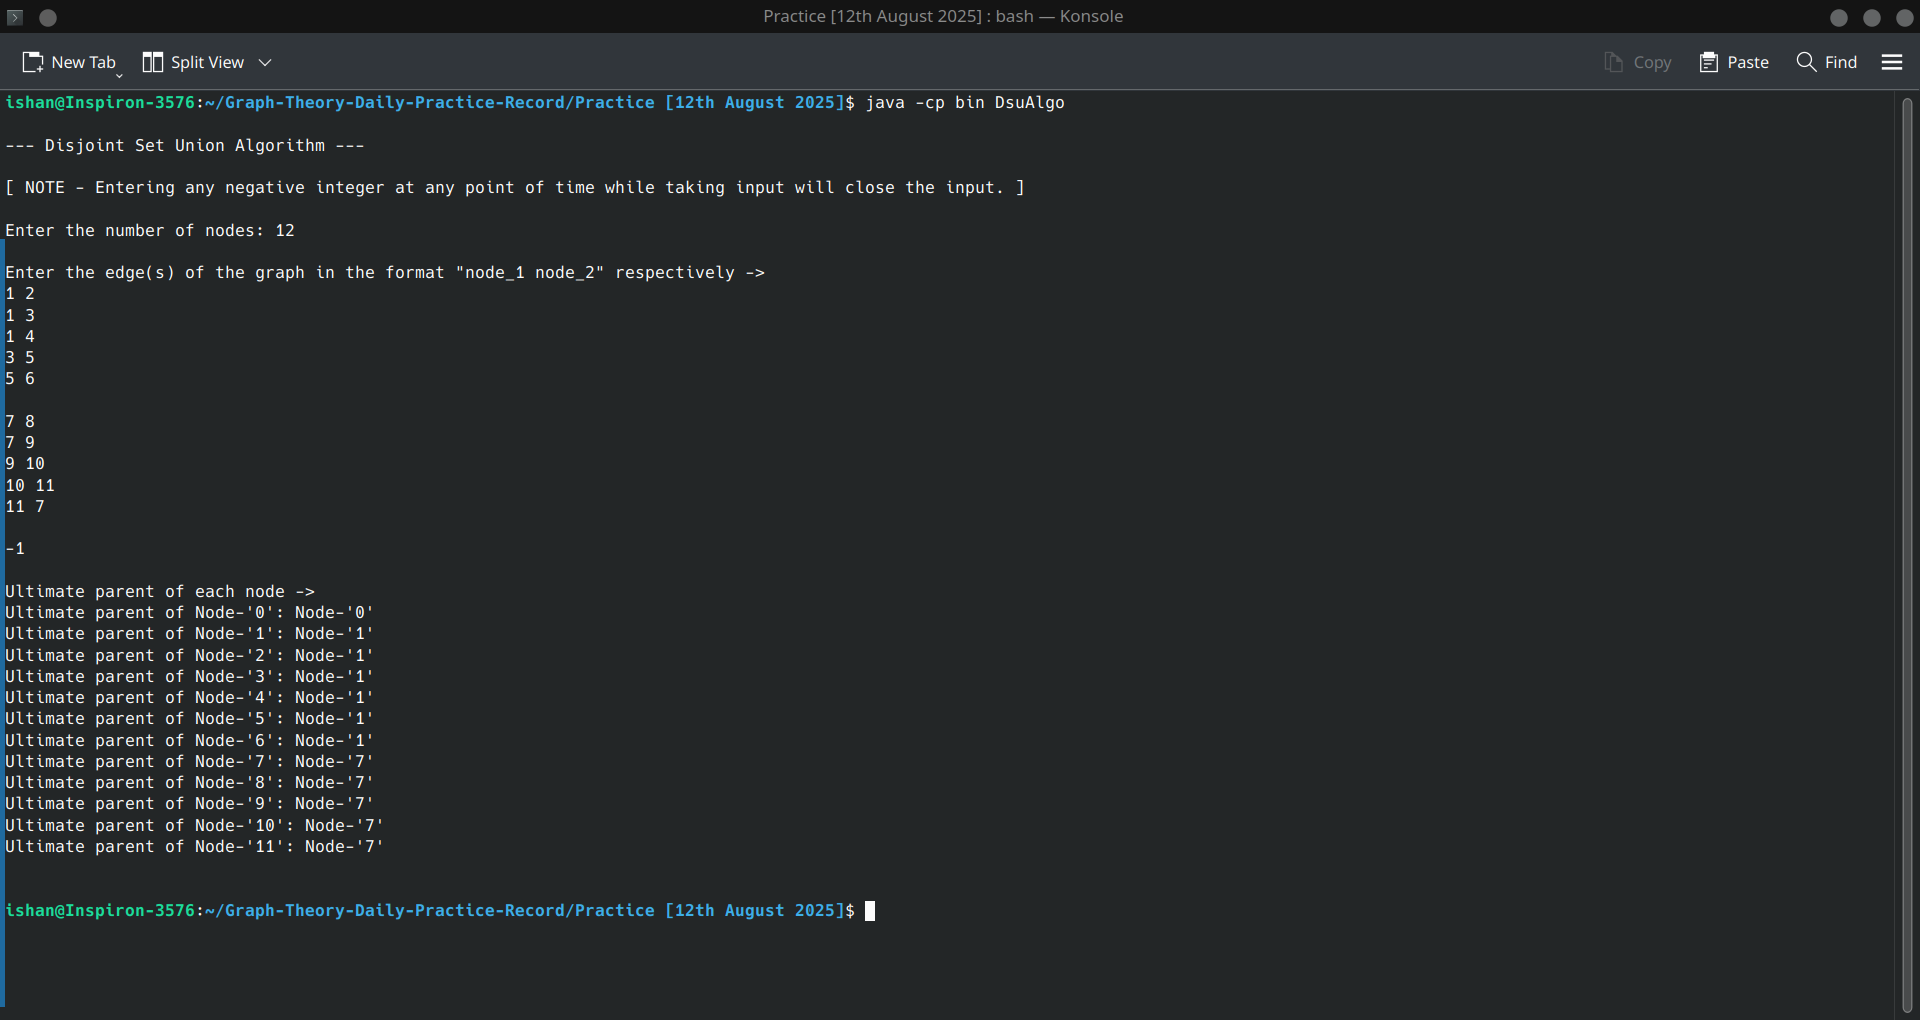 Practice [12th August 2025] : bash — Konsole
New Tab Split View Copy Paste Find
ishan@Inspiron-3576:~/Graph-Theory-Daily-Practice-Record/Practice [12th August 2025]$ java -cp bin DsuAlgo
--- Disjoint Set Union Algorithm ---
[ NOTE - Entering any negative integer at any point of time while taking input will close the input. ]
Enter the number of nodes: 12
Enter the edge(s) of the graph in the format "node_1 node_2" respectively ->
1 2
1 3
1 4
3 5
5 6
7 8
7 9
9 10
10 11
11 7
-1
Ultimate parent of each node ->
Ultimate parent of Node-'0': Node-'0'
Ultimate parent of Node-'1': Node-'1'
Ultimate parent of Node-'2': Node-'1'
Ultimate parent of Node-'3': Node-'1'
Ultimate parent of Node-'4': Node-'1'
Ultimate parent of Node-'5': Node-'1'
Ultimate parent of Node-'6': Node-'1'
Ultimate parent of Node-'7': Node-'7'
Ultimate parent of Node-'8': Node-'7'
Ultimate parent of Node-'9': Node-'7'
Ultimate parent of Node-'10': Node-'7'
Ultimate parent of Node-'11': Node-'7'
ishan@Inspiron-3576:~/Graph-Theory-Daily-Practice-Record/Practice [12th August 2025]$